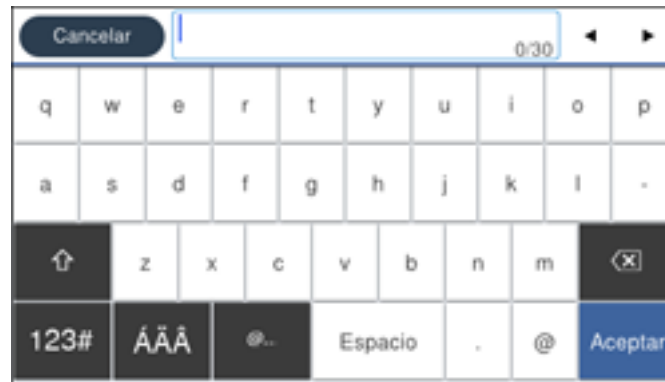 Cancelar 0/30
q w e r t y u i o p
a s d f g h j k l -
z x c v b n m
123# ÁÄÂ @... Espacio . @ Aceptar